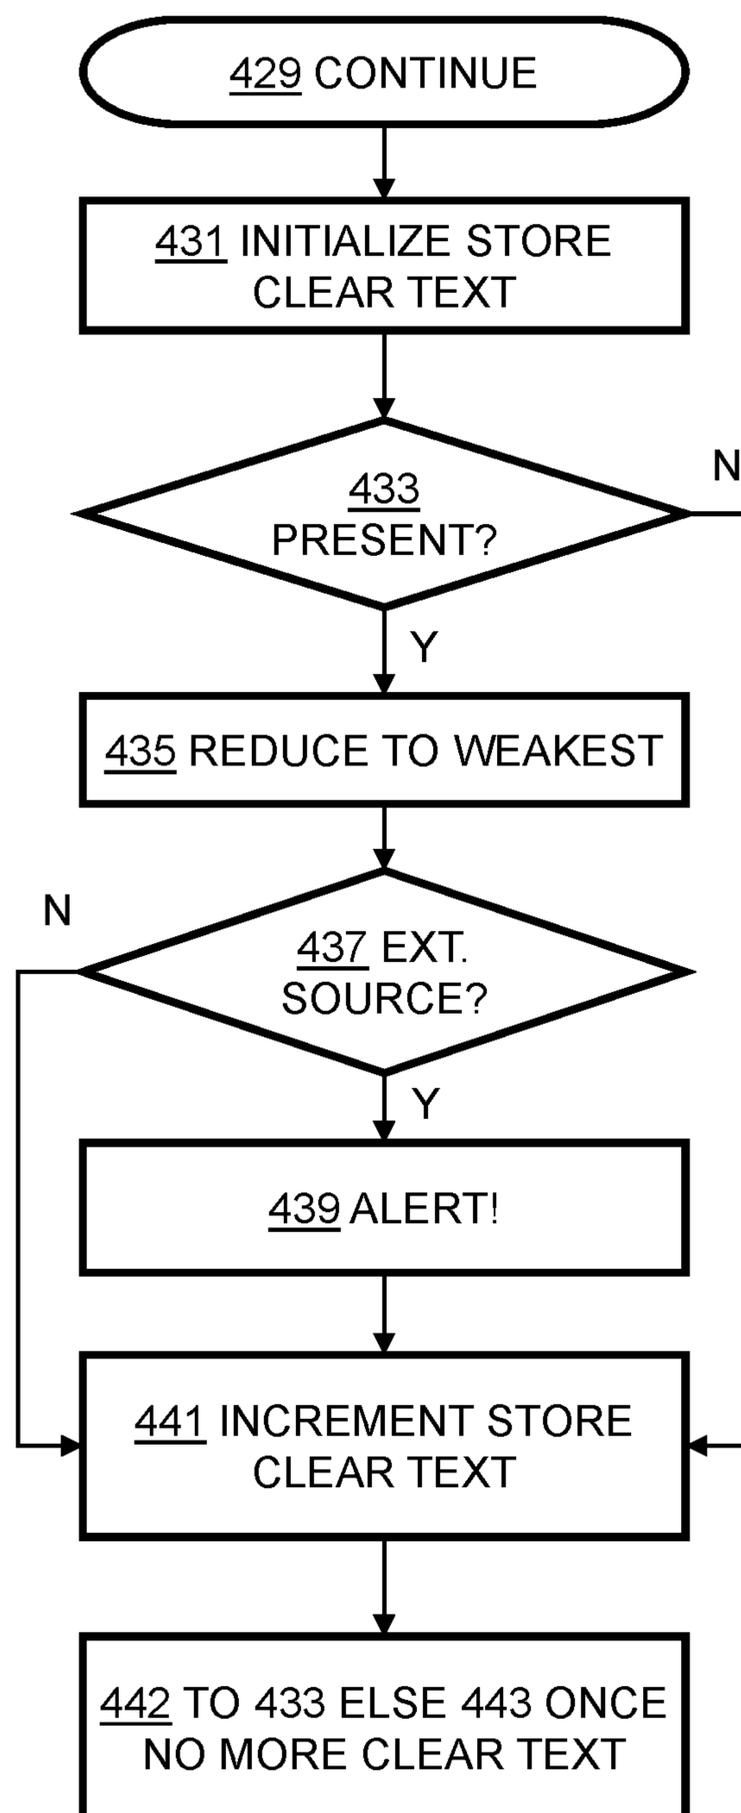 429 CONTINUE
431 INITIALIZE STORE
CLEAR TEXT
433
PRESENT?
N
Y
435 REDUCE TO WEAKEST
N
437 EXT.
SOURCE?
Y
439 ALERT!
441 INCREMENT STORE
CLEAR TEXT
442 TO 433 ELSE 443 ONCE
NO MORE CLEAR TEXT